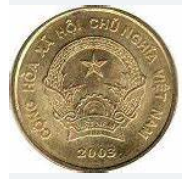 CỘNG HÒA XÃ HỘI CHỦ NGHĨA VIỆT NAM
2003